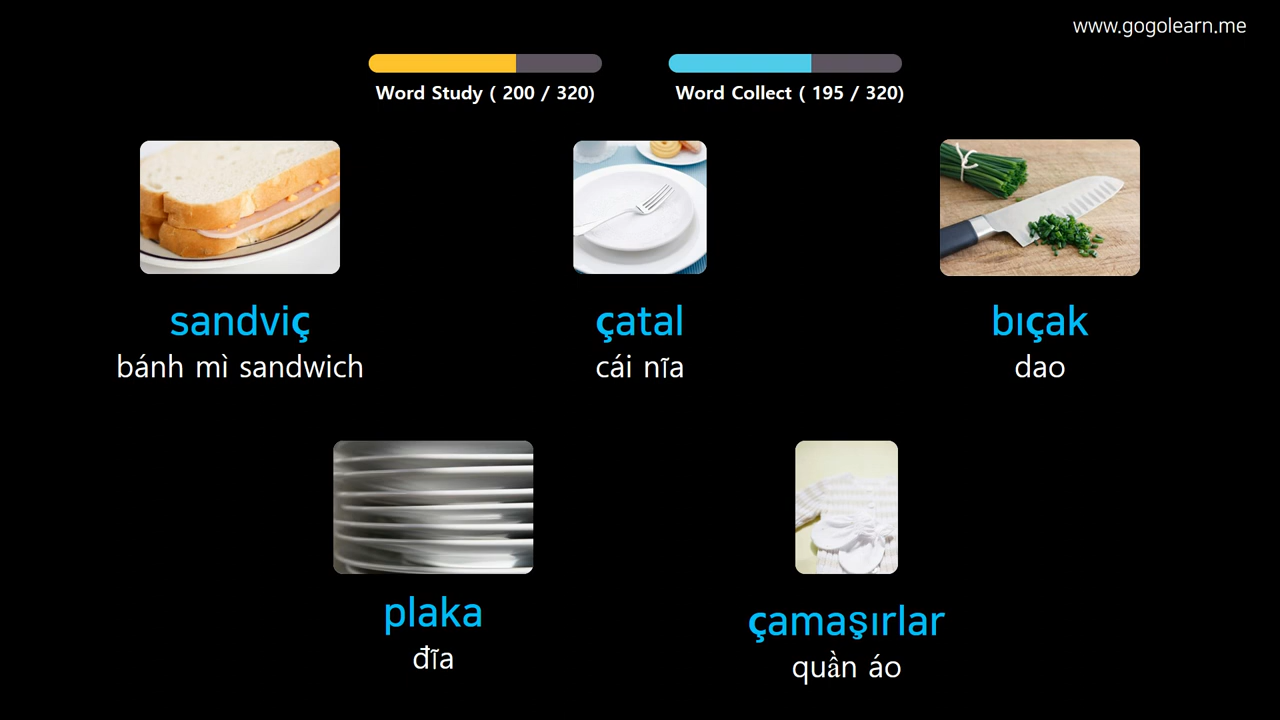 www.gogolearn.me
Word Study ( 200 / 320)
Word Collect ( 195 / 320)
sandviç
bánh mì sandwich
çatal
cái nĩa
bıçak
dao
plaka
đĩa
çamaşırlar
quần áo